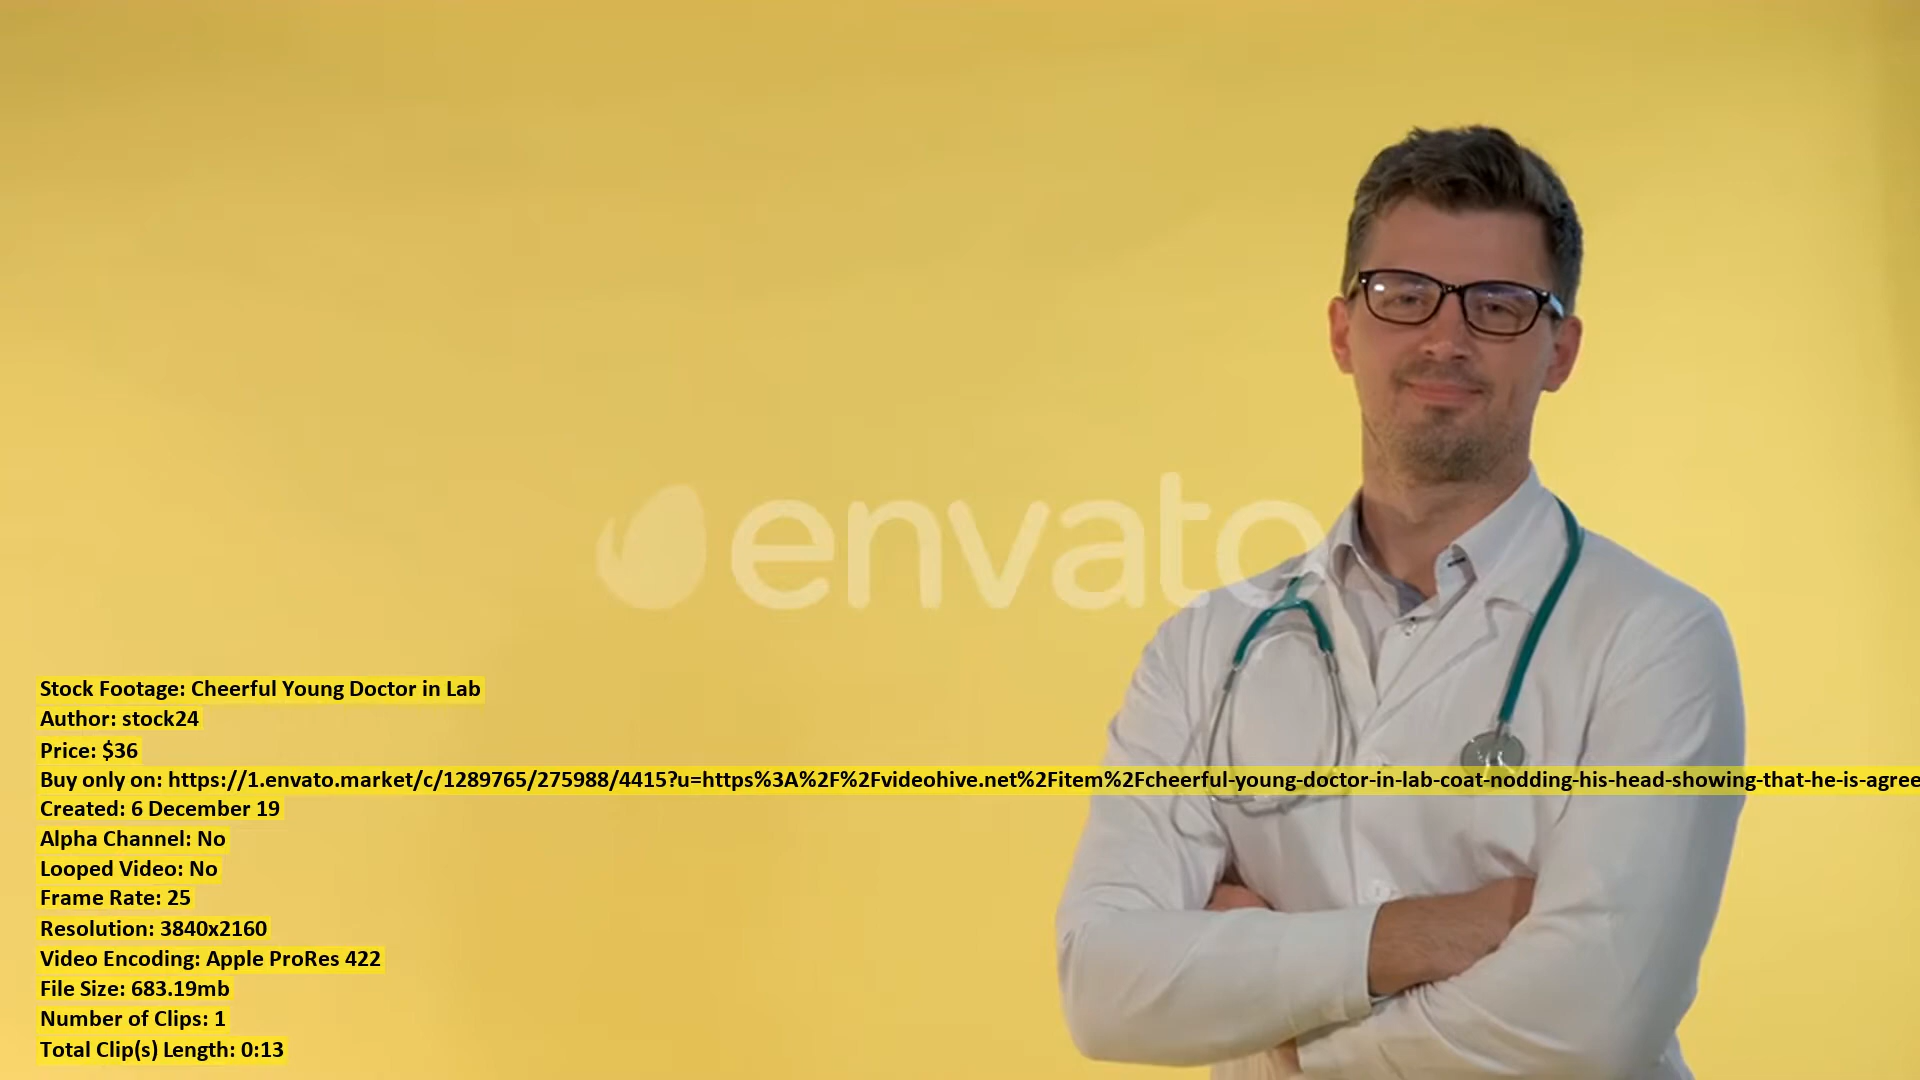 envato
Stock Footage: Cheerful Young Doctor in Lab
Author: stock24
Price: $36
Buy only on: https://1.envato.market/c/1289765/275988/4415?u=https%3A%2F%2Fvideohive.net%2Fitem%2Fcheerful-young-doctor-in-lab-coat-nodding-his-head-showing-that-he-is-agree
Created: 6 December 19
Alpha Channel: No
Looped Video: No
Frame Rate: 25
Resolution: 3840x2160
Video Encoding: Apple ProRes 422
File Size: 683.19mb
Number of Clips: 1
Total Clip(s) Length: 0:13